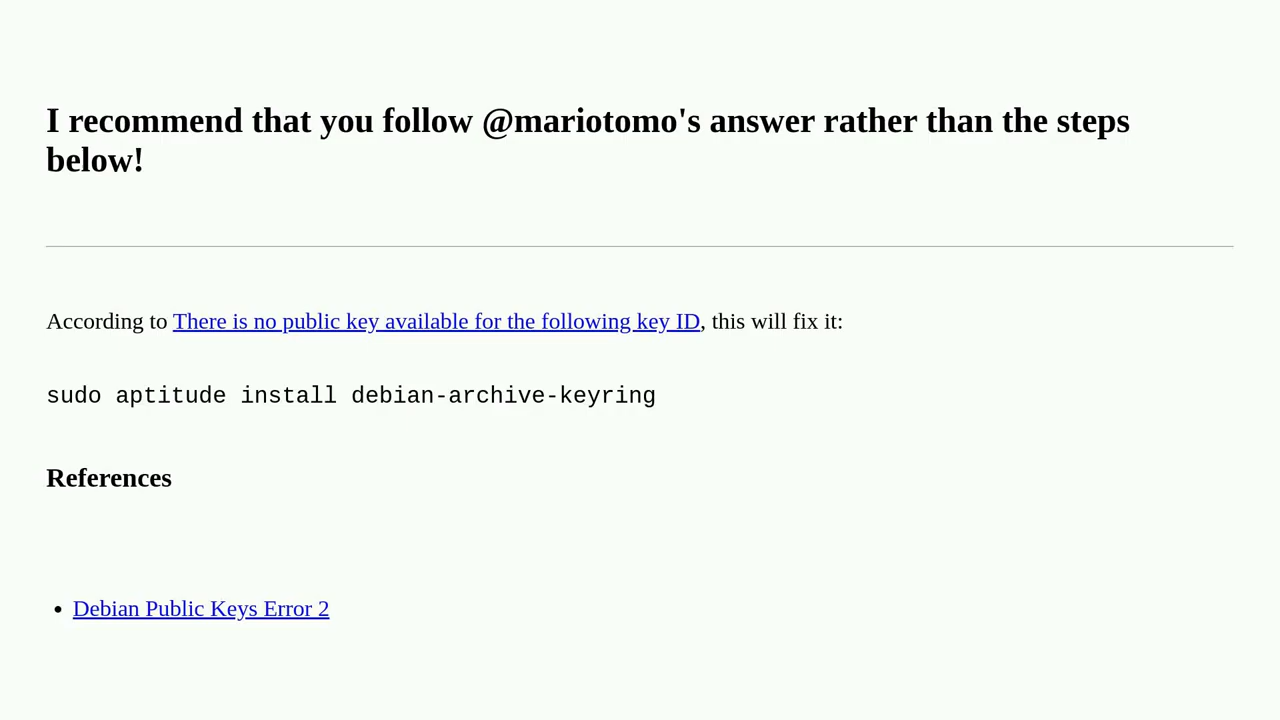 I recommend that you follow @mariotomo's answer rather than the steps
below!
According to There is no public key available for the following key ID, this will fix it:
sudo aptitude install debian-archive-keyring
References
• Debian Public Keys Error 2